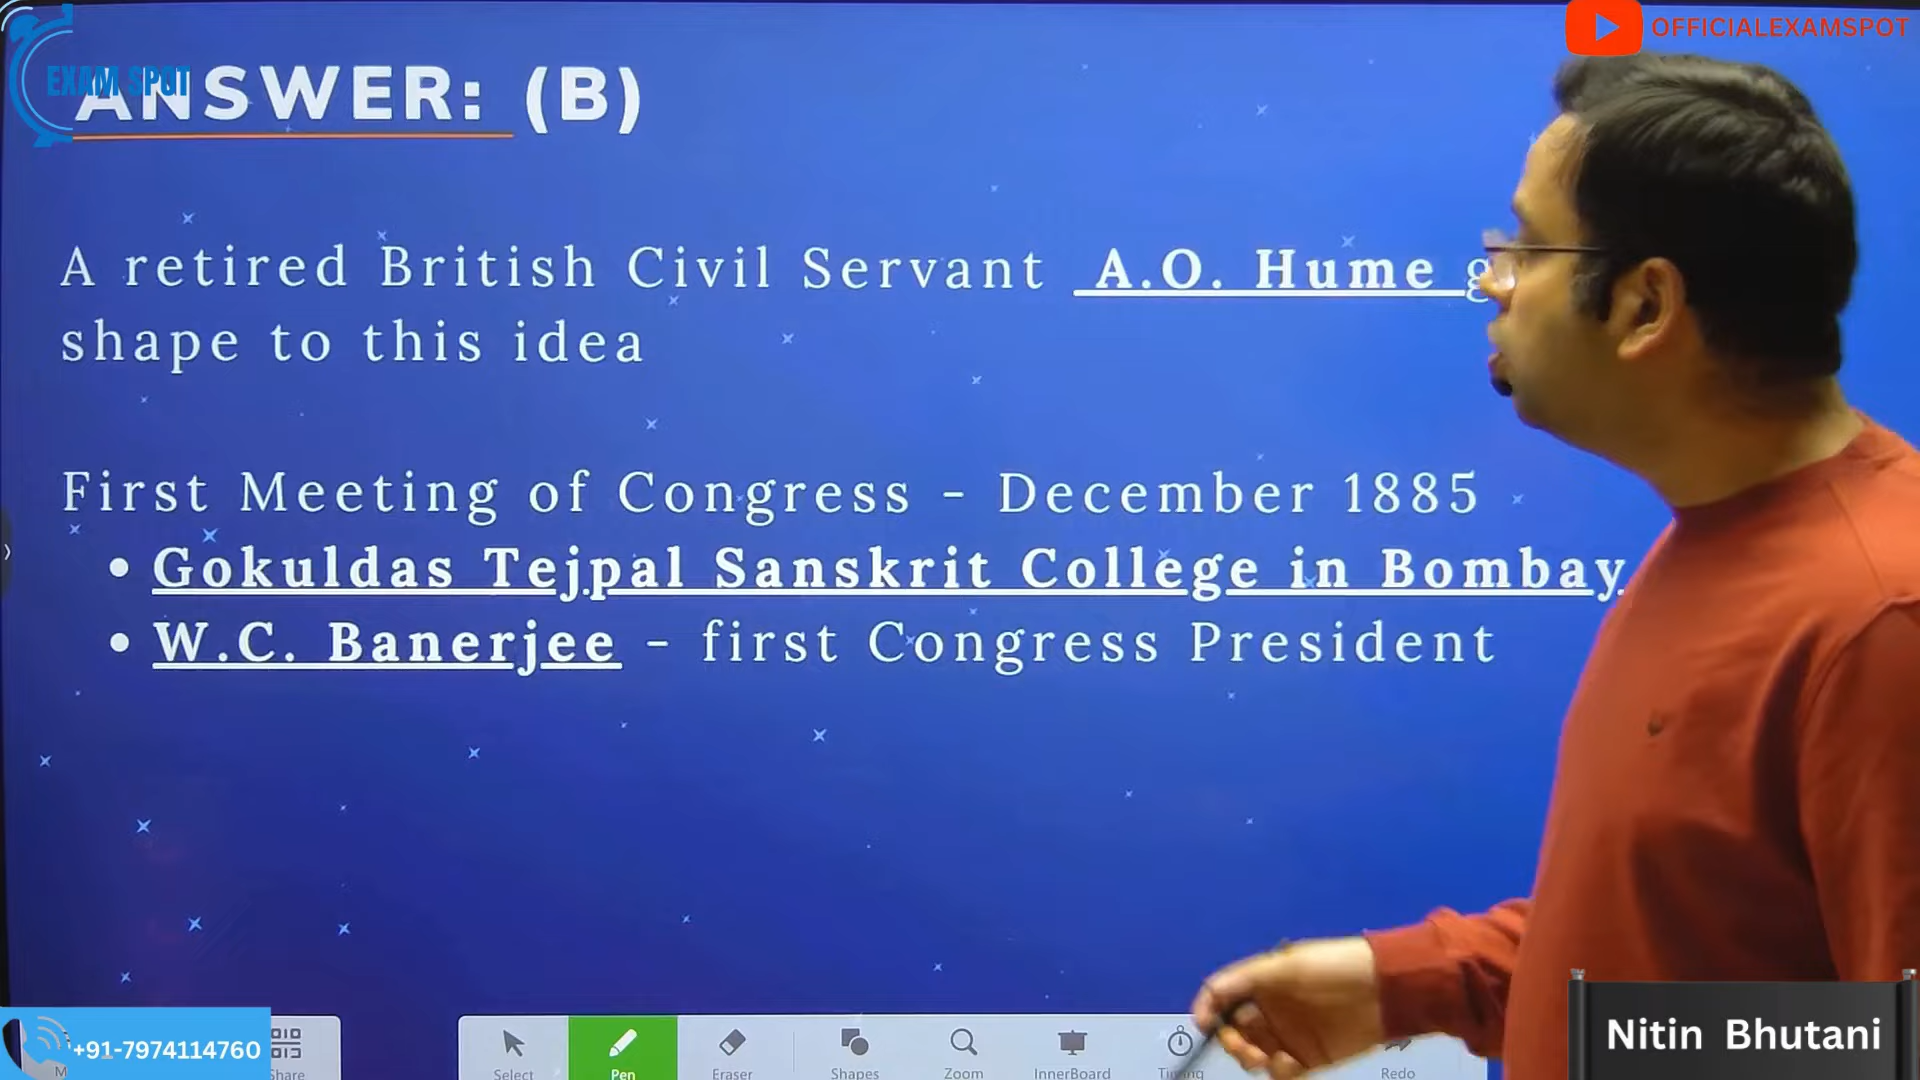 OFFICIALEXAMSPOT
EXAM SPOT
ANSWER: (B)
A retired British Civil Servant A.O. Hume
shape to this idea
First Meeting of Congress - December 1885
• Gokuldas Tejpal Sanskrit College in Bombay
• W.C. Banerjee - first Congress President
+91-7974114760
Share
Select
Pen
Eraser
Shapes
Zoom
InnerBoard
Redo
Nitin Bhutani